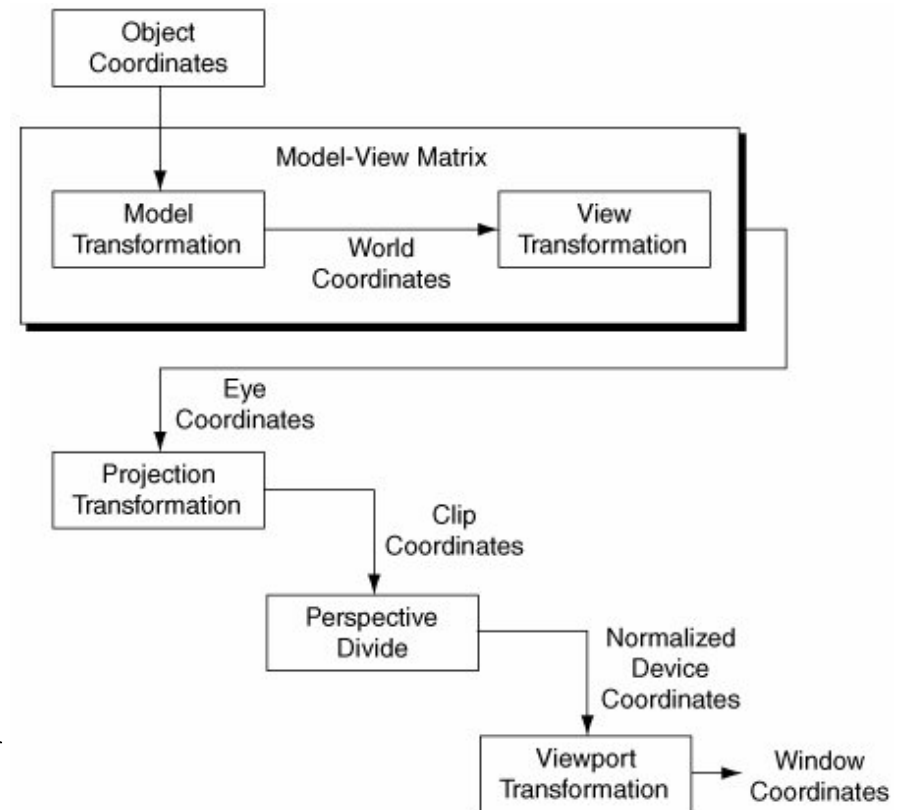 Object
Coordinates
Model-View Matrix
Model
Transformation
World
Coordinates
View
Transformation
Eye
Coordinates
Projection
Transformation
Clip
Coordinates
Perspective
Divide
Normalized
Device
Coordinates
Viewport
Transformation
Window
Coordinates